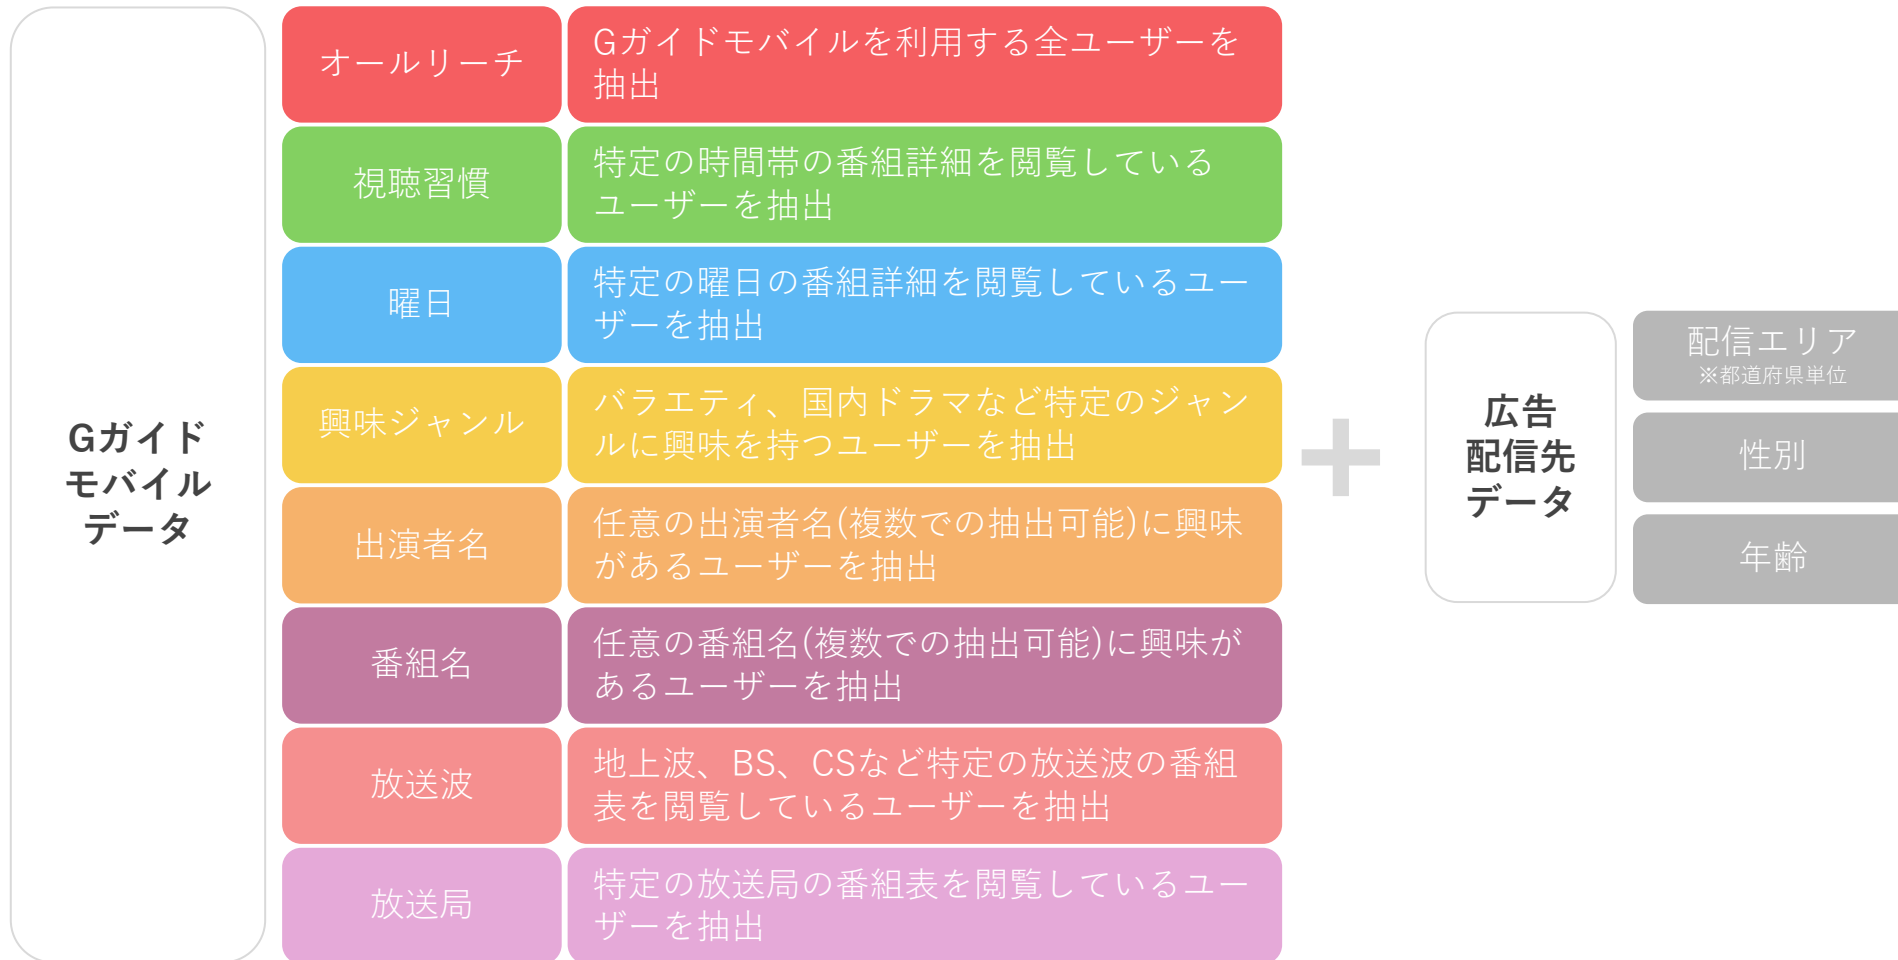 Gガイド
モバイル
データ
オールリーチ
Gガイドモバイルを利用する全ユーザーを
抽出
視聴習慣
特定の時間帯の番組詳細を閲覧している
ユーザーを抽出
曜日
特定の曜日の番組詳細を閲覧しているユー
ザーを抽出
興味ジャンル
バラエティ、国内ドラマなど特定のジャン
ルに興味を持つユーザーを抽出
出演者名
任意の出演者名(複数での抽出可能)に興味
があるユーザーを抽出
番組名
任意の番組名(複数での抽出可能)に興味が
あるユーザーを抽出
放送波
地上波、BS、CSなど特定の放送波の番組
表を閲覧しているユーザーを抽出
放送局
特定の放送局の番組表を閲覧しているユー
ザーを抽出
広告
配信先
データ
配信エリア
※都道府県単位
性別
年齢